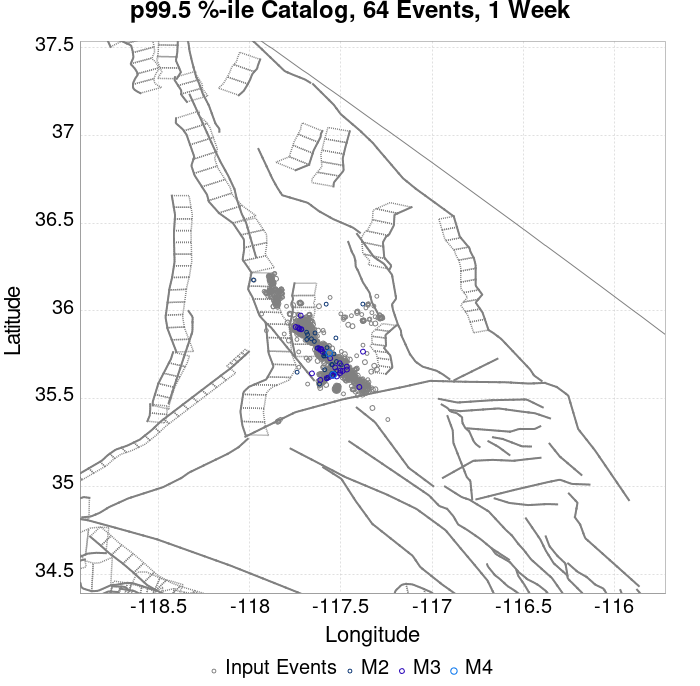 p99.5 %-ile Catalog, 64 Events, 1 Week
37.5
37
36.5
36
35.5
35
34.5
Latitude
-118.5 -118 -117.5 -117 -116.5 -116
Longitude
Input Events M2 M3 M4